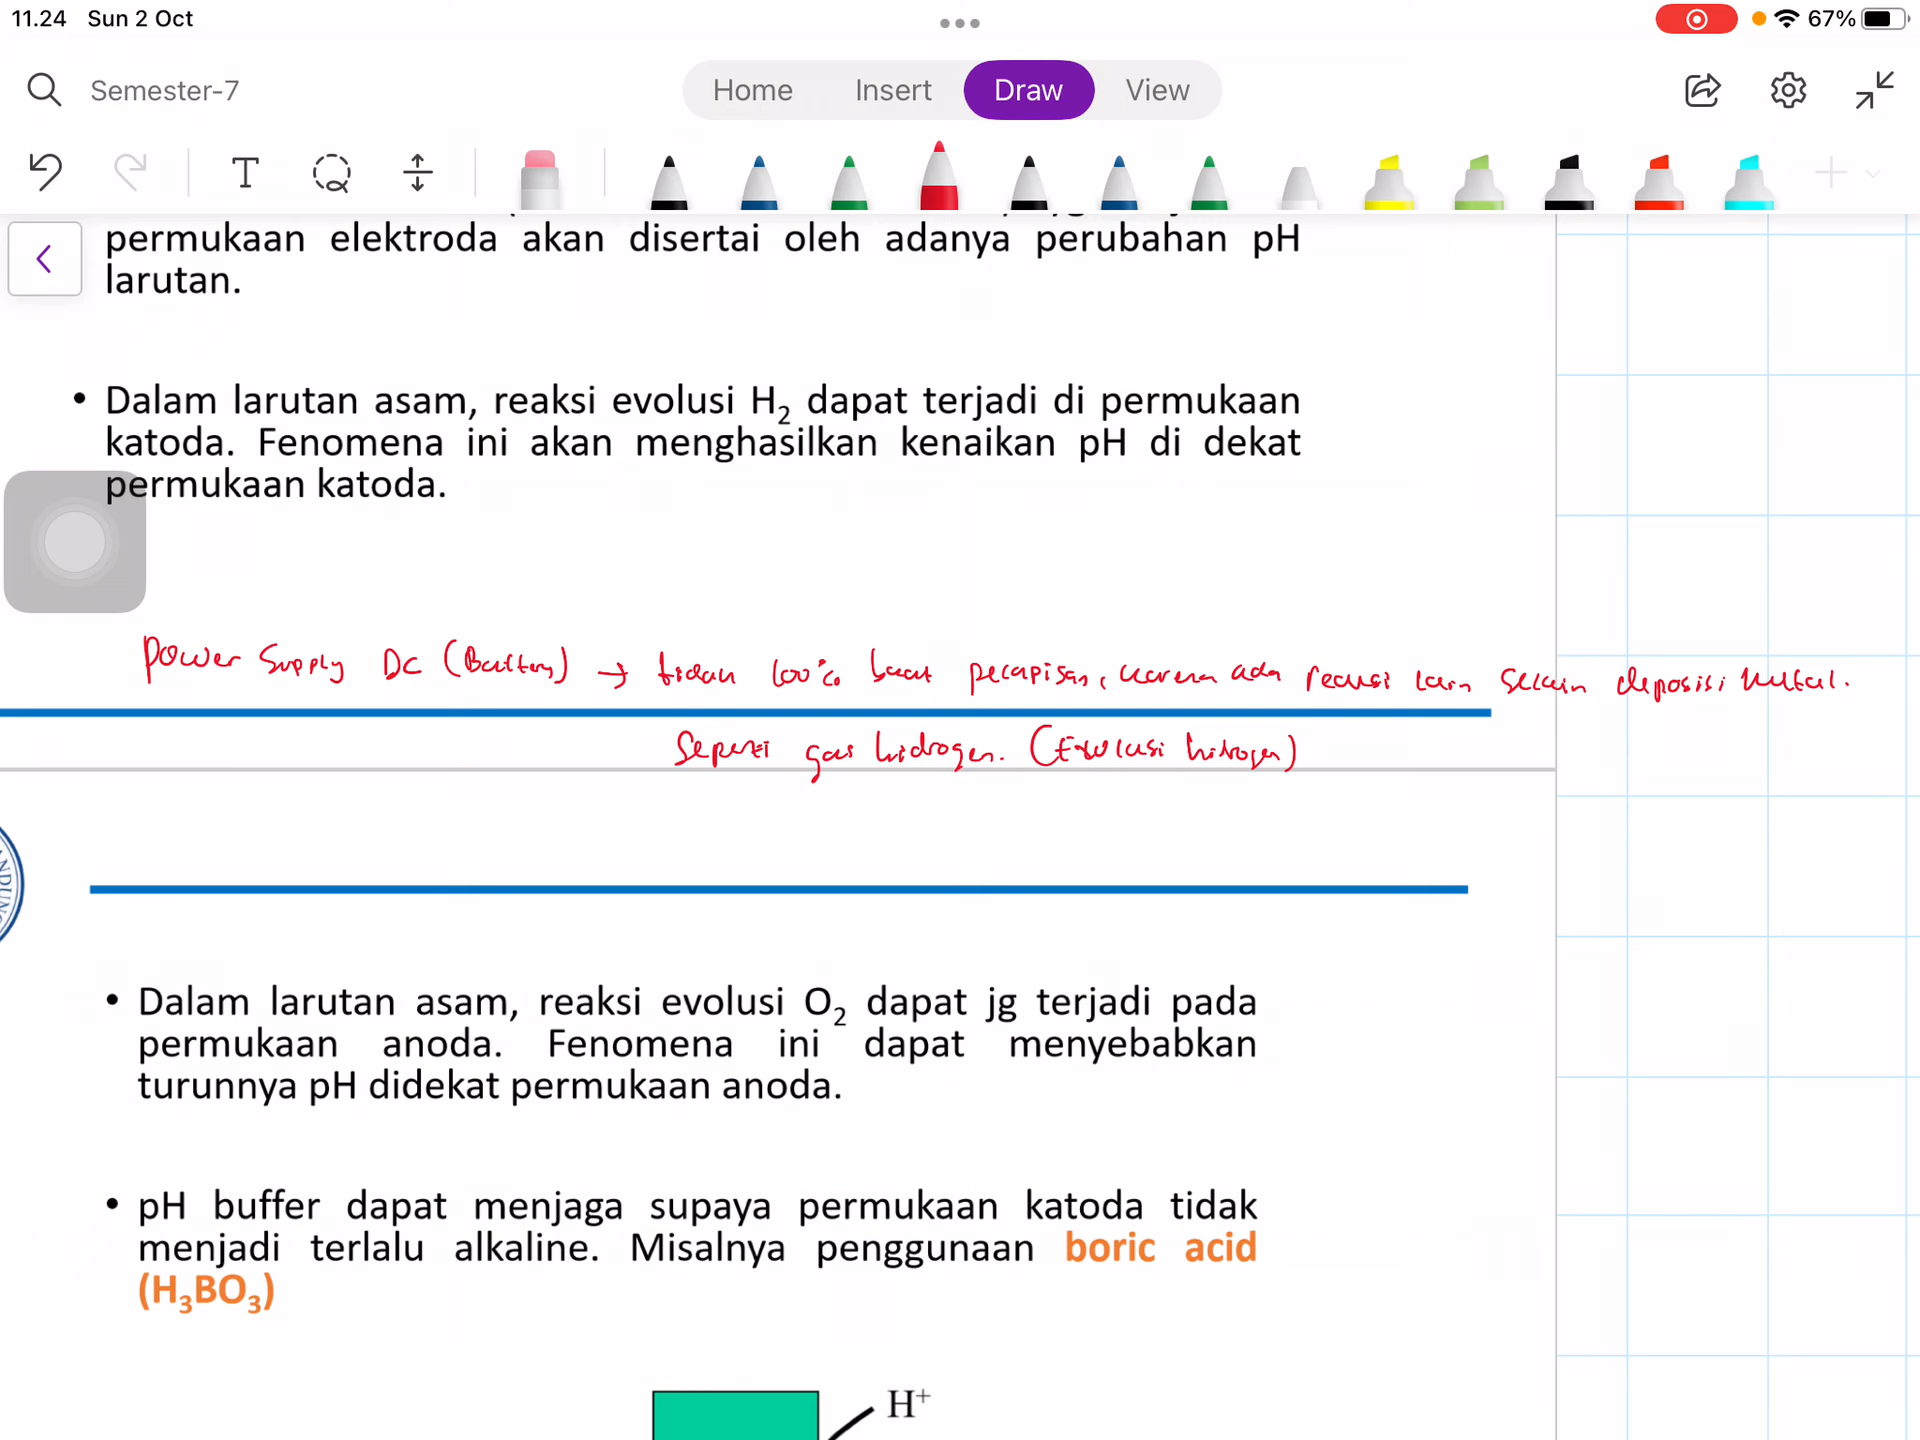 11.24 Sun 2 Oct
67%
Semester-7
Home Insert Draw View
T
permukaan elektroda akan disertai oleh adanya perubahan pH
larutan.
• Dalam larutan asam, reaksi evolusi H₂ dapat terjadi di permukaan
katoda. Fenomena ini akan menghasilkan kenaikan pH di dekat
permukaan katoda.
Power Supply DC (Battery) → tidak 100% buat pelapisan, karena ada reaksi lain selain deposisi metal.
Seperti gas hidrogen. (Evolusi hidrogen)
• Dalam larutan asam, reaksi evolusi O₂ dapat jg terjadi pada
permukaan anoda. Fenomena ini dapat menyebabkan
turunnya pH didekat permukaan anoda.
• pH buffer dapat menjaga supaya permukaan katoda tidak
menjadi terlalu alkaline. Misalnya penggunaan boric acid
(H₃BO₃)
H⁺